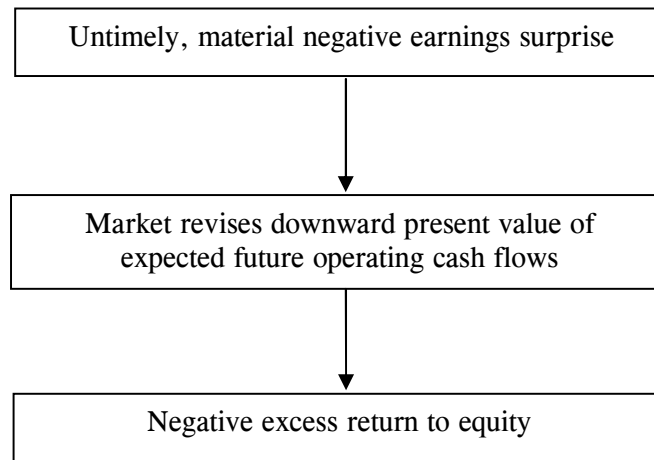 Untimely, material negative earnings surprise
Market revises downward present value of
expected future operating cash flows
Negative excess return to equity